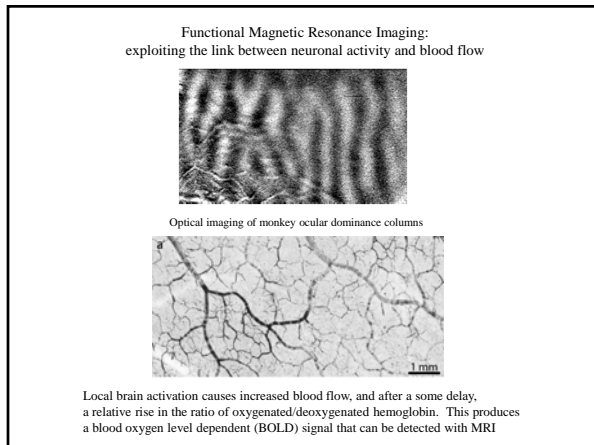 Functional Magnetic Resonance Imaging:
exploiting the link between neuronal activity and blood flow
Optical imaging of monkey ocular dominance columns
a
1 mm
Local brain activation causes increased blood flow, and after a some delay,
a relative rise in the ratio of oxygenated/deoxygenated hemoglobin.  This produces
a blood oxygen level dependent (BOLD) signal that can be detected with MRI